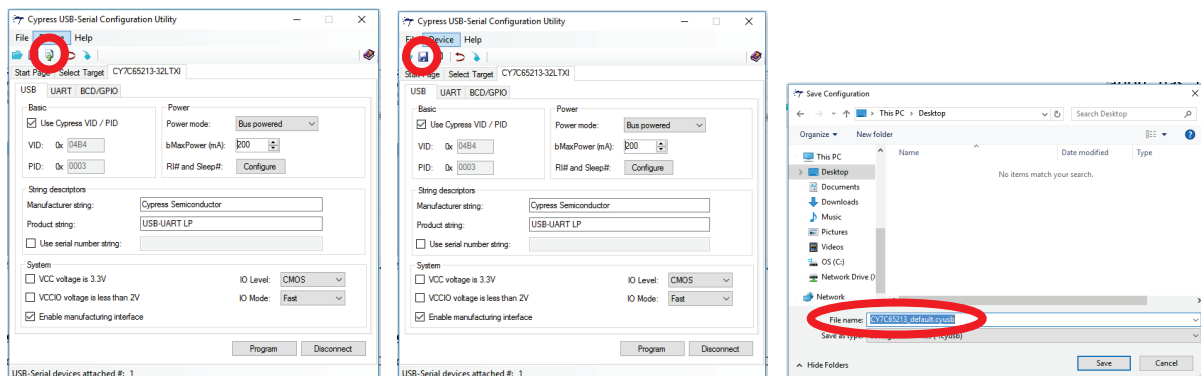 Cypress USB-Serial Configuration Utility
File Help
Start Page Select Target CY7C65213-32LTXI
USB UART BCD/GPIO
Basic
Use Cypress VID / PID
VID: 0x 04B4
PID: 0x 0003
Power
Power mode: Bus powered
bMaxPower (mA): 200
RI# and Sleep#: Configure
String descriptors
Manufacturer string: Cypress Semiconductor
Product string: USB-UART LP
Use serial number string:
System
VCC voltage is 3.3V
VCCIO voltage is less than 2V
Enable manufacturing interface
IO Level: CMOS
IO Mode: Fast
Program Disconnect
USB-Serial devices attached #: 1
Cypress USB-Serial Configuration Utility
Device Help
Select Target CY7C65213-32LTXI
USB UART BCD/GPIO
Basic
Use Cypress VID / PID
VID: 0x 04B4
PID: 0x 0003
Power
Power mode: Bus powered
bMaxPower (mA): 200
RI# and Sleep#: Configure
String descriptors
Manufacturer string: Cypress Semiconductor
Product string: USB-UART LP
Use serial number string:
System
VCC voltage is 3.3V
VCCIO voltage is less than 2V
Enable manufacturing interface
IO Level: CMOS
IO Mode: Fast
Program Disconnect
USB-Serial devices attached #: 1
Save Configuration
This PC > Desktop
Search Desktop
Organize New folder
Name Date modified Type
No items match your search.
This PC
Desktop
Documents
Downloads
Music
Pictures
Videos
OS (C:)
Network Drive (
Network
File name: CY7C65213_default.cyusb
Save as type:
Hide Folders
Save Cancel